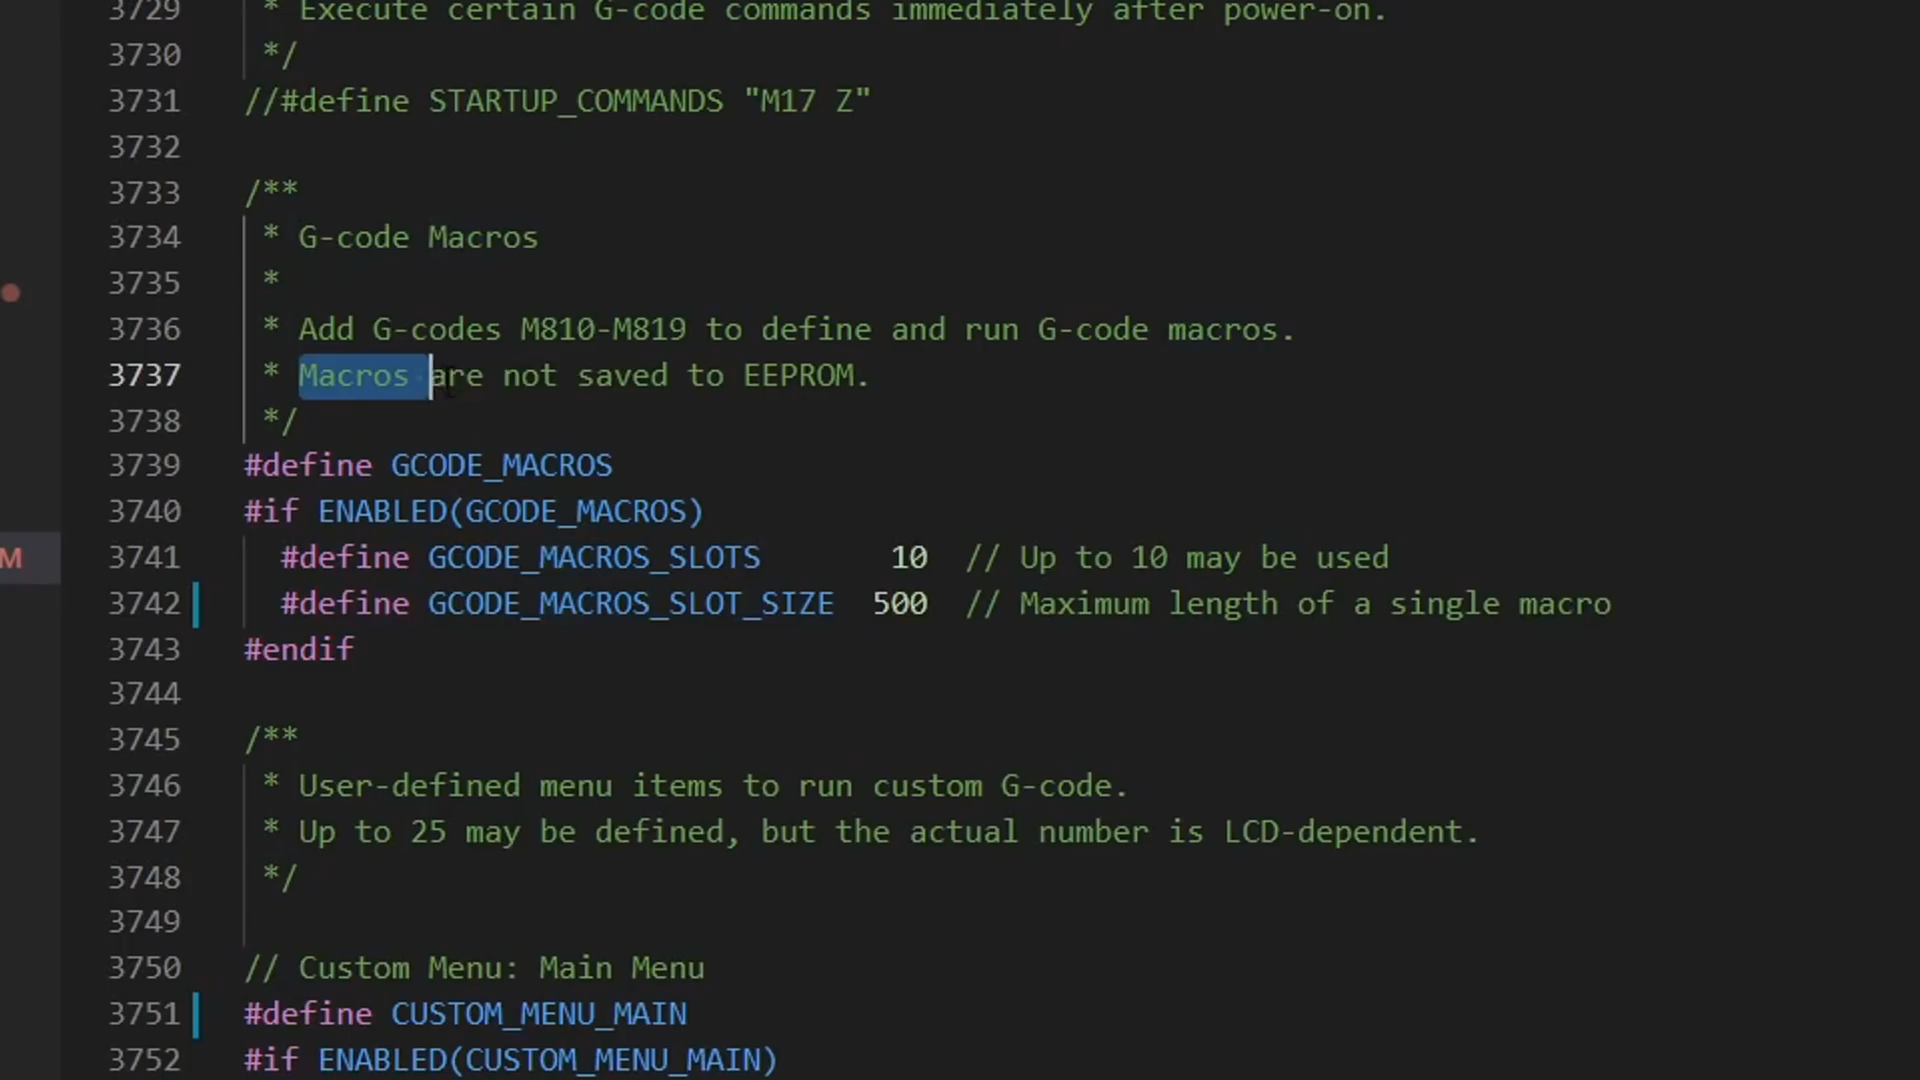 3729 * Execute certain G-code commands immediately after power-on.
3730 */
3731 //#define STARTUP_COMMANDS "M17 Z"
3732
3733 /**
3734 * G-code Macros
3735 *
3736 * Add G-codes M810-M819 to define and run G-code macros.
3737 * Macros are not saved to EEPROM.
3738 */
3739 #define GCODE_MACROS
3740 #if ENABLED(GCODE_MACROS)
M 3741 #define GCODE_MACROS_SLOTS 10 // Up to 10 may be used
3742 #define GCODE_MACROS_SLOT_SIZE 500 // Maximum length of a single macro
3743 #endif
3744
3745 /**
3746 * User-defined menu items to run custom G-code.
3747 * Up to 25 may be defined, but the actual number is LCD-dependent.
3748 */
3749
3750 // Custom Menu: Main Menu
3751 #define CUSTOM_MENU_MAIN
3752 #if ENABLED(CUSTOM_MENU_MAIN)